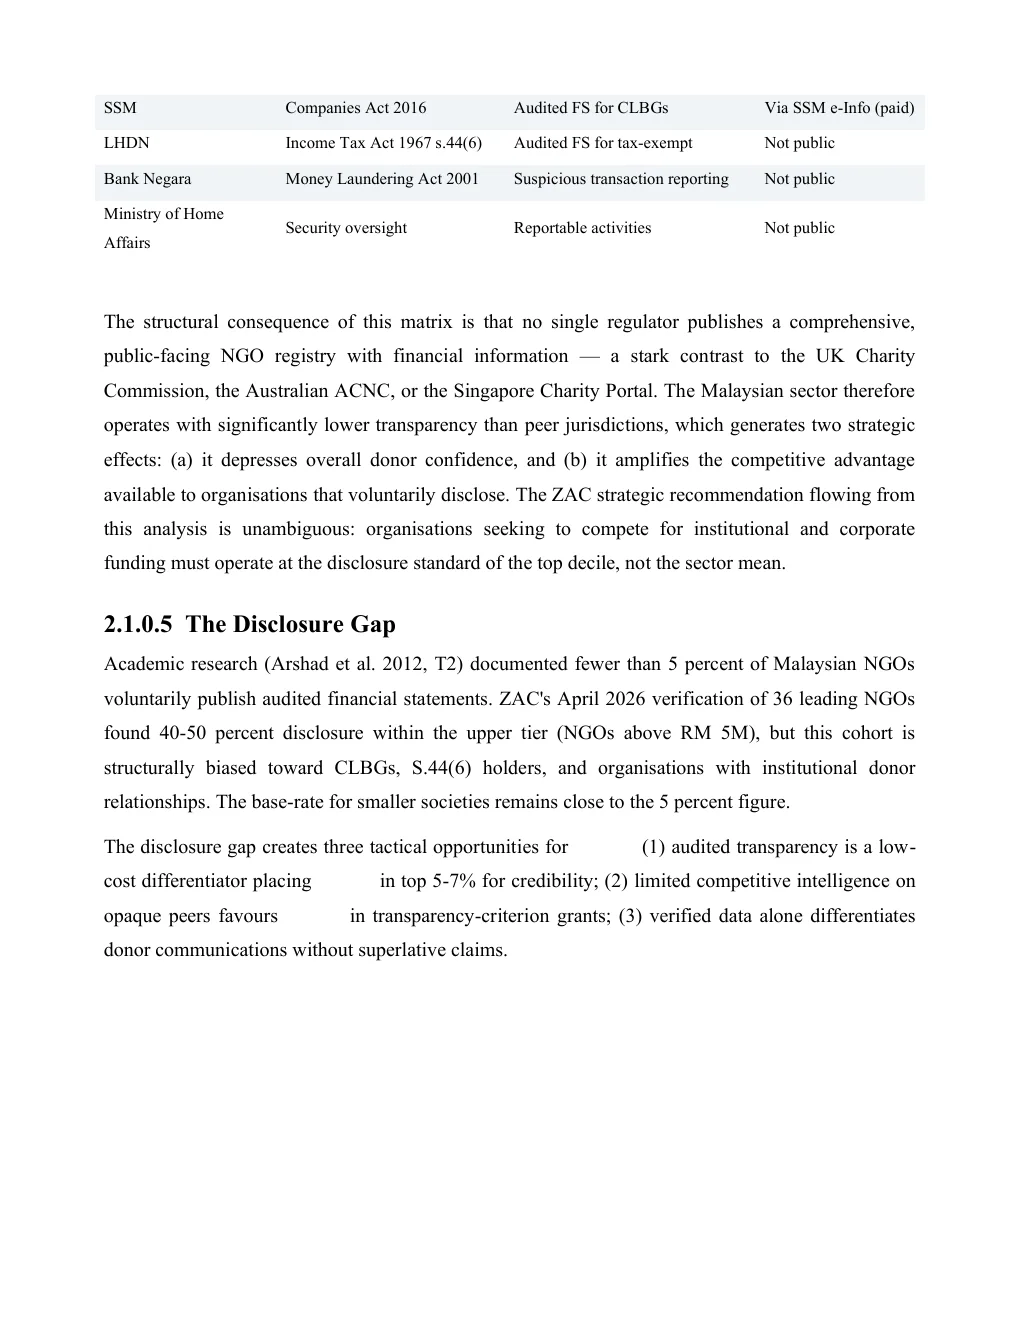 SSM Companies Act 2016 Audited FS for CLBGs Via SSM e-Info (paid)
LHDN Income Tax Act 1967 s.44(6) Audited FS for tax-exempt Not public
Bank Negara Money Laundering Act 2001 Suspicious transaction reporting Not public
Ministry of Home
Affairs Security oversight Reportable activities Not public
The structural consequence of this matrix is that no single regulator publishes a comprehensive,
public-facing NGO registry with financial information — a stark contrast to the UK Charity
Commission, the Australian ACNC, or the Singapore Charity Portal. The Malaysian sector therefore
operates with significantly lower transparency than peer jurisdictions, which generates two strategic
effects: (a) it depresses overall donor confidence, and (b) it amplifies the competitive advantage
available to organisations that voluntarily disclose. The ZAC strategic recommendation flowing from
this analysis is unambiguous: organisations seeking to compete for institutional and corporate
funding must operate at the disclosure standard of the top decile, not the sector mean.
2.1.0.5 The Disclosure Gap
Academic research (Arshad et al. 2012, T2) documented fewer than 5 percent of Malaysian NGOs
voluntarily publish audited financial statements. ZAC's April 2026 verification of 36 leading NGOs
found 40-50 percent disclosure within the upper tier (NGOs above RM 5M), but this cohort is
structurally biased toward CLBGs, S.44(6) holders, and organisations with institutional donor
relationships. The base-rate for smaller societies remains close to the 5 percent figure.
The disclosure gap creates three tactical opportunities for (1) audited transparency is a low-
cost differentiator placing in top 5-7% for credibility; (2) limited competitive intelligence on
opaque peers favours in transparency-criterion grants; (3) verified data alone differentiates
donor communications without superlative claims.